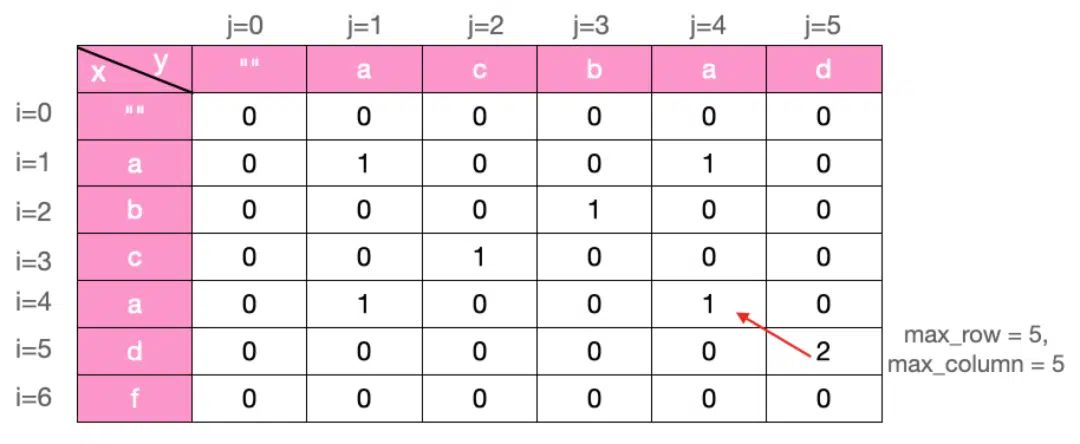 j=0 j=1 j=2 j=3 j=4 j=5
x y "" a c b a d
i=0 "" 0 0 0 0 0 0
i=1 a 0 1 0 0 1 0
i=2 b 0 0 0 1 0 0
i=3 c 0 0 1 0 0 0
i=4 a 0 1 0 0 1 0
i=5 d 0 0 0 0 0 2
max_row = 5,
max_column = 5
i=6 f 0 0 0 0 0 0